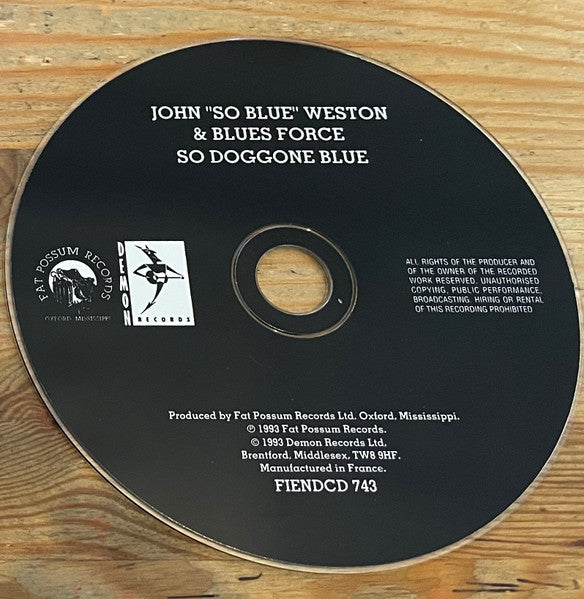 JOHN "SO BLUE" WESTON
& BLUES FORCE
SO DOGGONE BLUE
FAT POSSUM RECORDS
OXFORD, MISSISSIPPI
DEMON
RECORDS
ALL RIGHTS OF THE PRODUCER AND
OF THE OWNER OF THE RECORDED
WORK RESERVED. UNAUTHORISED
COPYING, PUBLIC PERFORMANCE,
BROADCASTING, HIRING OR RENTAL
OF THIS RECORDING PROHIBITED
Produced by Fat Possum Records Ltd. Oxford, Mississippi.
℗ 1993 Fat Possum Records.
© 1993 Demon Records Ltd,
Brentford, Middlesex, TW8 9HF.
Manufactured in France.
FIENDCD 743